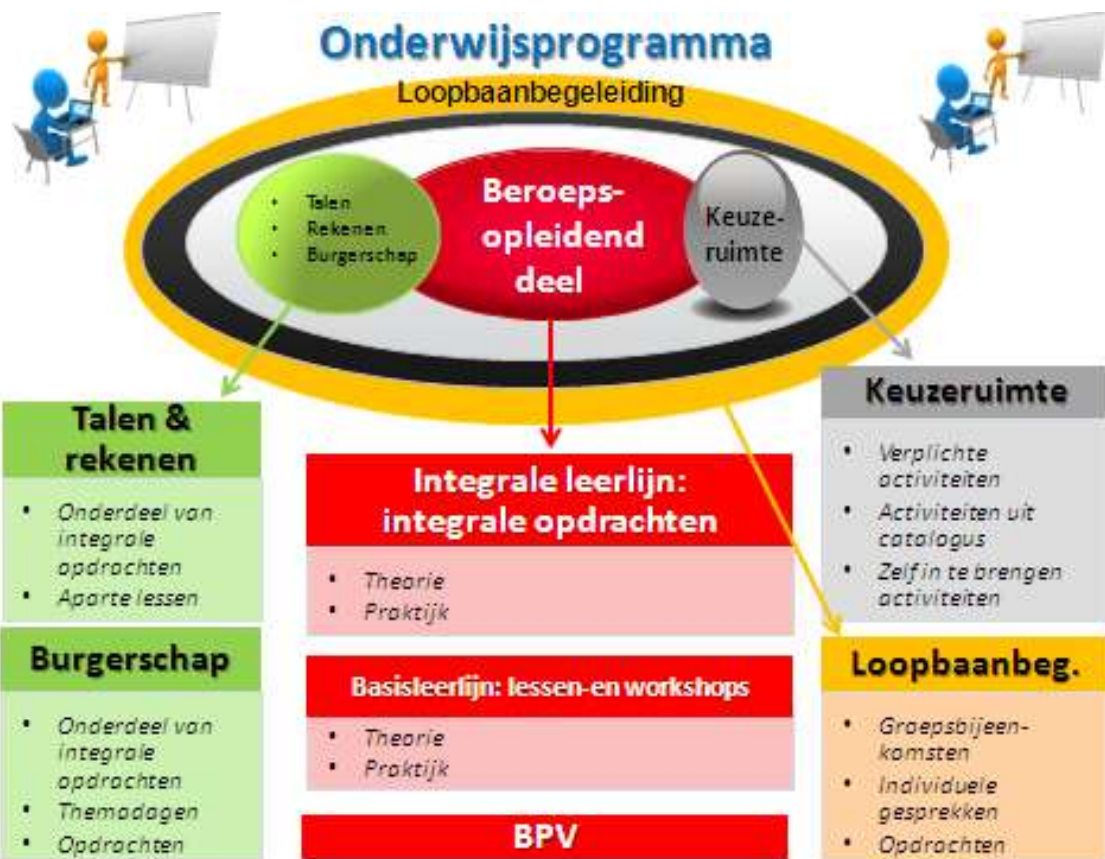 Onderwijsprogramma
Loopbaanbegeleiding
• Talen
• Rekenen
• Burgerschap
Beroeps-
opleidend
deel
Keuze-
ruimte
Talen &
rekenen
• Onderdeel van
integrale
opdrachten
• Aparte lessen
Burgerschap
• Onderdeel van
integrale
opdrachten
• Themadagen
• Opdrachten
Integrale leerlijn:
integrale opdrachten
• Theorie
• Praktijk
Basisleerlijn: lessen-en workshops
• Theorie
• Praktijk
BPV
Keuzeruimte
• Verplichte
activiteiten
• Activiteiten uit
catalogus
• Zelf in te brengen
activiteiten
Loopbaanbeg.
• Groepsbijeen-
komsten
• Individuele
gesprekken
• Opdrachten